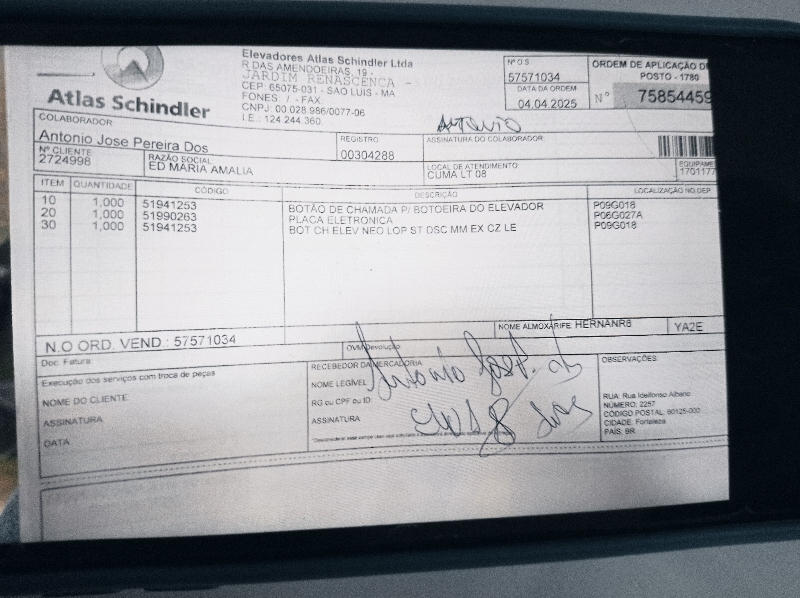 Atlas Schindler
Elevadores Atlas Schindler Ltda
R.DAS AMENDOEIRAS, 19 -
JARDIM RENASCENCA -
CEP: 65075-031 - SAO LUIS - MA
FONES / - FAX
CNPJ: 00.028.986/0077-06
I.E.: 124.244.360
Nº O.S
57571034
DATA DA ORDEM
04.04.2025
ORDEM DE APLICAÇÃO D
POSTO - 1780
Nº 75854459
COLABORADOR
Antonio Jose Pereira Dos
REGISTRO
00304288
ASSINATURA DO COLABORADOR
ANTONIO
Nº CLIENTE
2724998
RAZÃO SOCIAL
ED MARIA AMALIA
LOCAL DE ATENDIMENTO
CUMA LT 08
EQUIPAME
1701177
ITEM QUANTIDADE CÓDIGO DESCRIÇÃO LOCALIZAÇÃO NO DEP
10 1,000 51941253 BOTÃO DE CHAMADA P/ BOTOEIRA DO ELEVADOR P09G018
20 1,000 51990263 PLACA ELETRONICA P06G027A
30 1,000 51941253 BOT CH ELEV NEO LOP ST DSC MM EX CZ LE P09G018
N.O ORD. VEND : 57571034
NOME ALMOXARIFE: HERNANR8
YA2E
Doc. Fatura:
OVM Devolução
Execução dos serviços com troca de peças
NOME DO CLIENTE
ASSINATURA
DATA
RECEBEDOR DA MERCADORIA
NOME LEGÍVEL
Antonio Jose P.
RG ou CPF ou ID
ASSINATURA
OBSERVAÇÕES:
RUA: Rua Idelfonso Albano
NÚMERO: 2257
CÓDIGO POSTAL: 60125-000
CIDADE: Fortaleza
PAÍS: BR